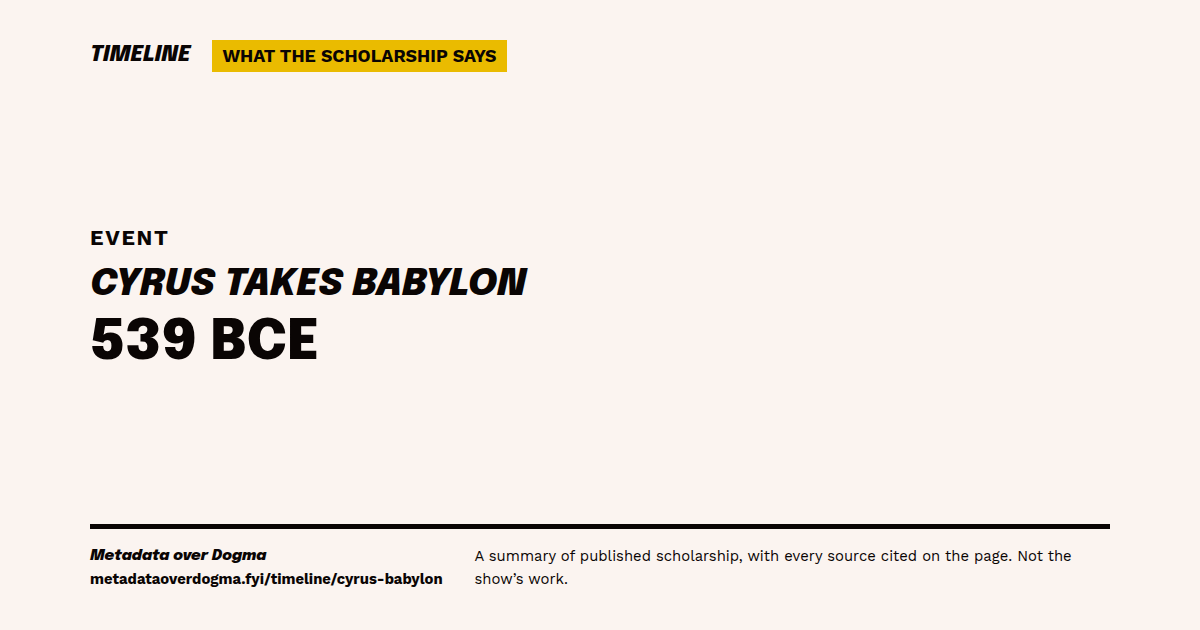 TIMELINE
WHAT THE SCHOLARSHIP SAYS
EVENT
CYRUS TAKES BABYLON
539 BCE
Metadata over Dogma
metadataoverdogma.fyi/timeline/cyrus-babylon
A summary of published scholarship, with every source cited on the page. Not the
show’s work.